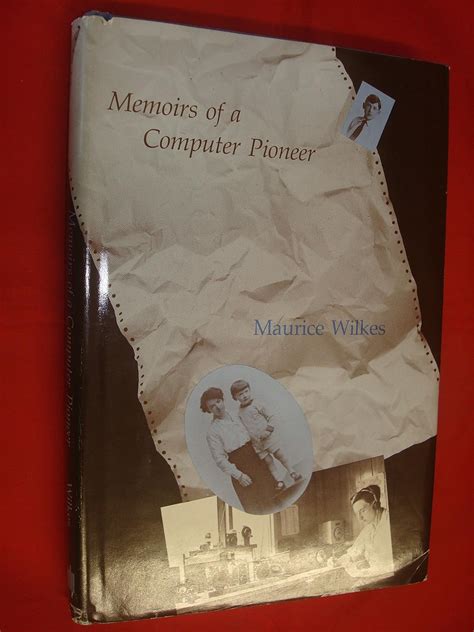 Memoirs of a
Computer Pioneer
Maurice Wilkes
Memoirs of a Computer Pioneer
Wilkes